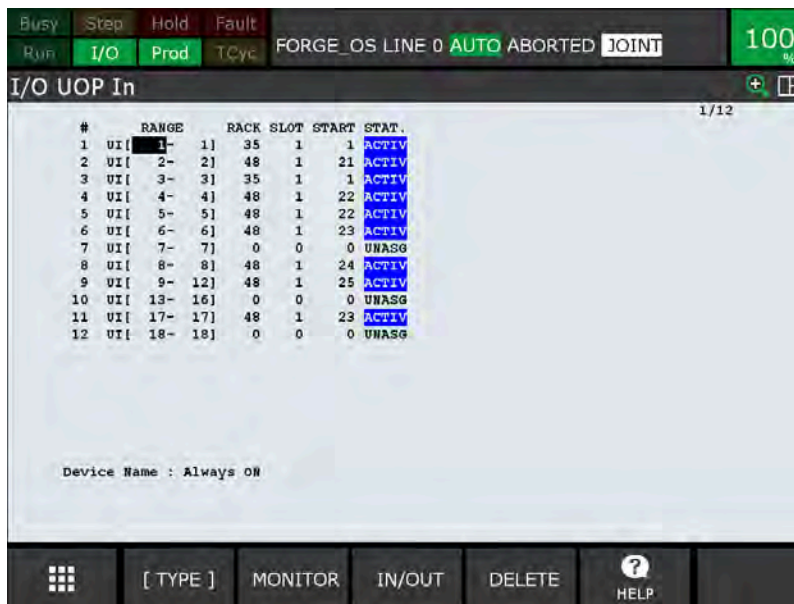 Busy Step Hold Fault
Run I/O Prod TCyc
FORGE_OS LINE 0 AUTO ABORTED JOINT
100
%
I/O UOP In
1/12
# RANGE RACK SLOT START STAT.
1 UI[ 1- 1] 35 1 1 ACTIV
2 UI[ 2- 2] 48 1 21 ACTIV
3 UI[ 3- 3] 35 1 1 ACTIV
4 UI[ 4- 4] 48 1 22 ACTIV
5 UI[ 5- 5] 48 1 22 ACTIV
6 UI[ 6- 6] 48 1 23 ACTIV
7 UI[ 7- 7] 0 0 0 UNASG
8 UI[ 8- 8] 48 1 24 ACTIV
9 UI[ 9- 12] 48 1 25 ACTIV
10 UI[ 13- 16] 0 0 0 UNASG
11 UI[ 17- 17] 48 1 23 ACTIV
12 UI[ 18- 18] 0 0 0 UNASG
Device Name : Always ON
[ TYPE ] MONITOR IN/OUT DELETE ? HELP